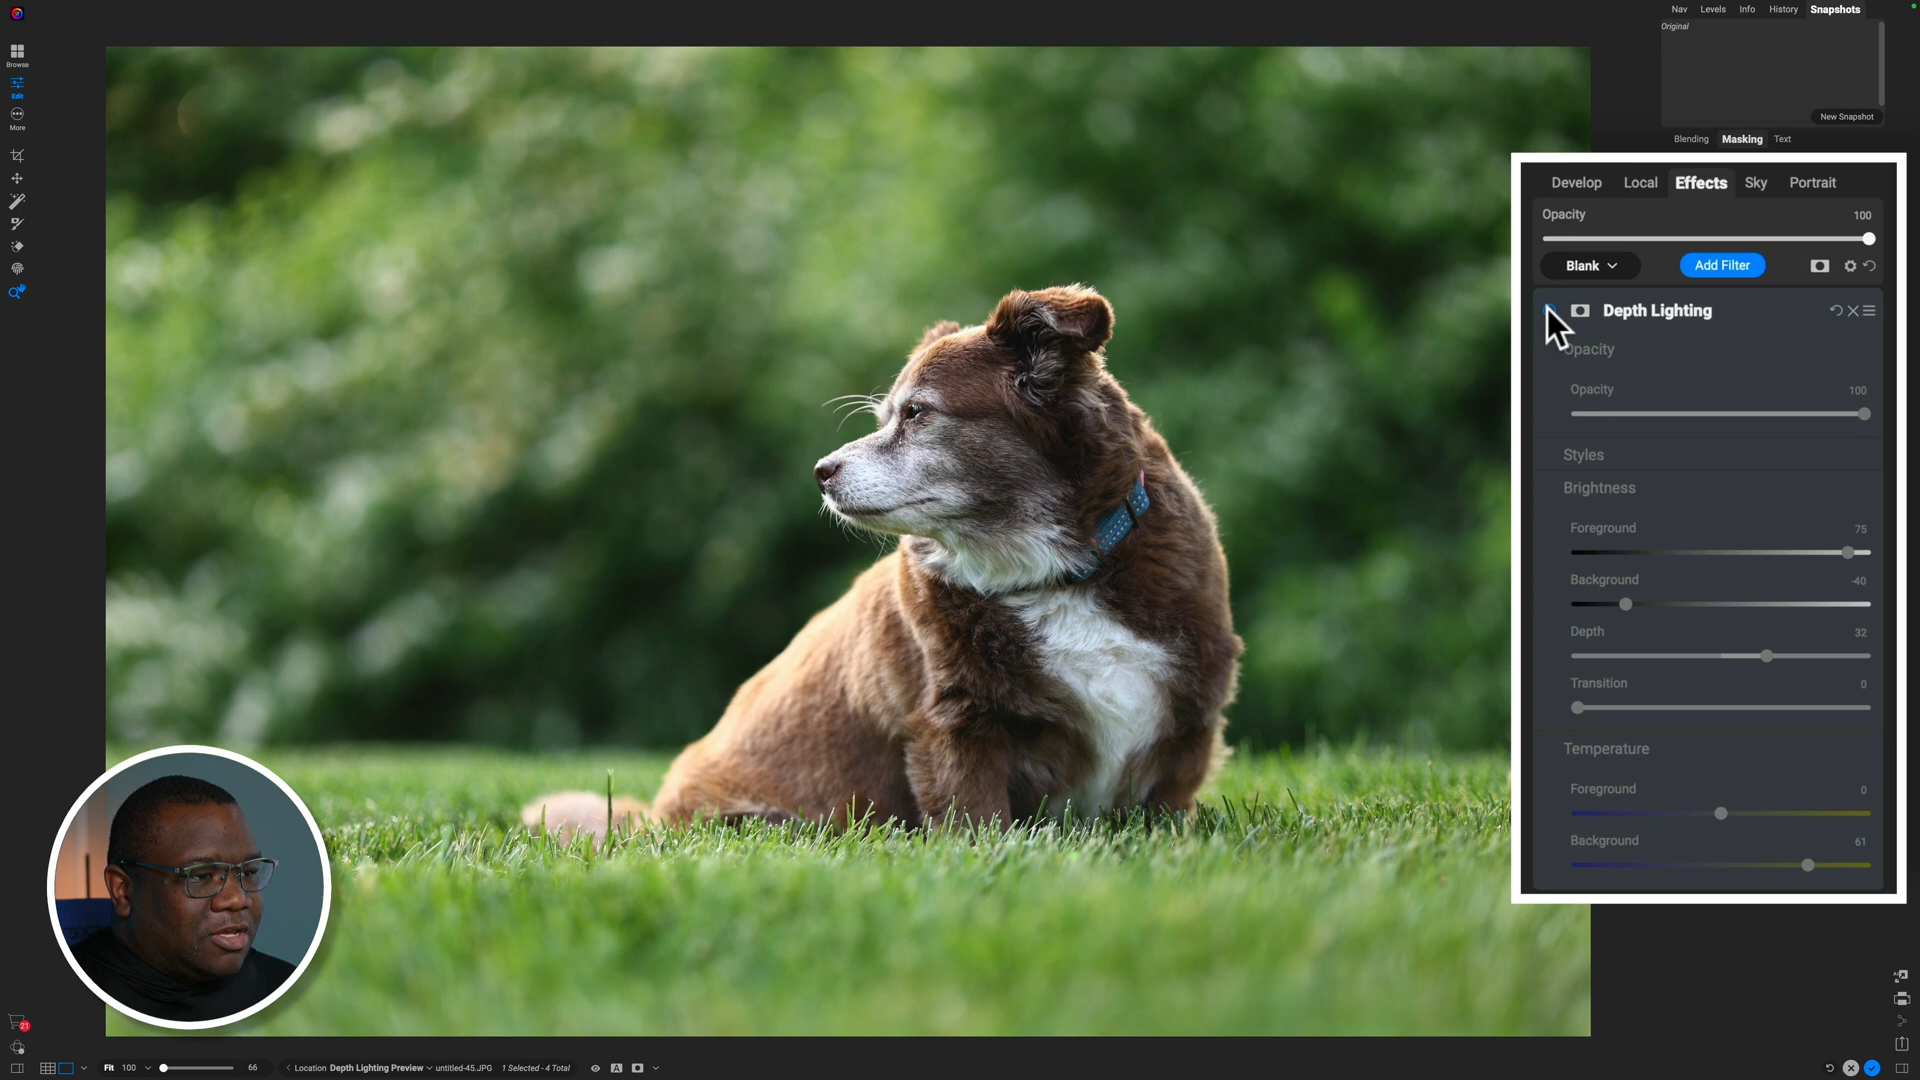 Nav Levels Info History Snapshots
Original
New Snapshot
Blending Masking Text
Browse
Edit
More
Develop Local Effects Sky Portrait
Opacity 100
Blank Add Filter
Depth Lighting
Opacity
Opacity 100
Styles
Brightness
Foreground 75
Background -40
Depth 32
Transition 0
Temperature
Foreground 0
Background 61
21
Fit 100 66 Location Depth Lighting Preview untitled-45.JPG 1 Selected - 4 Total A